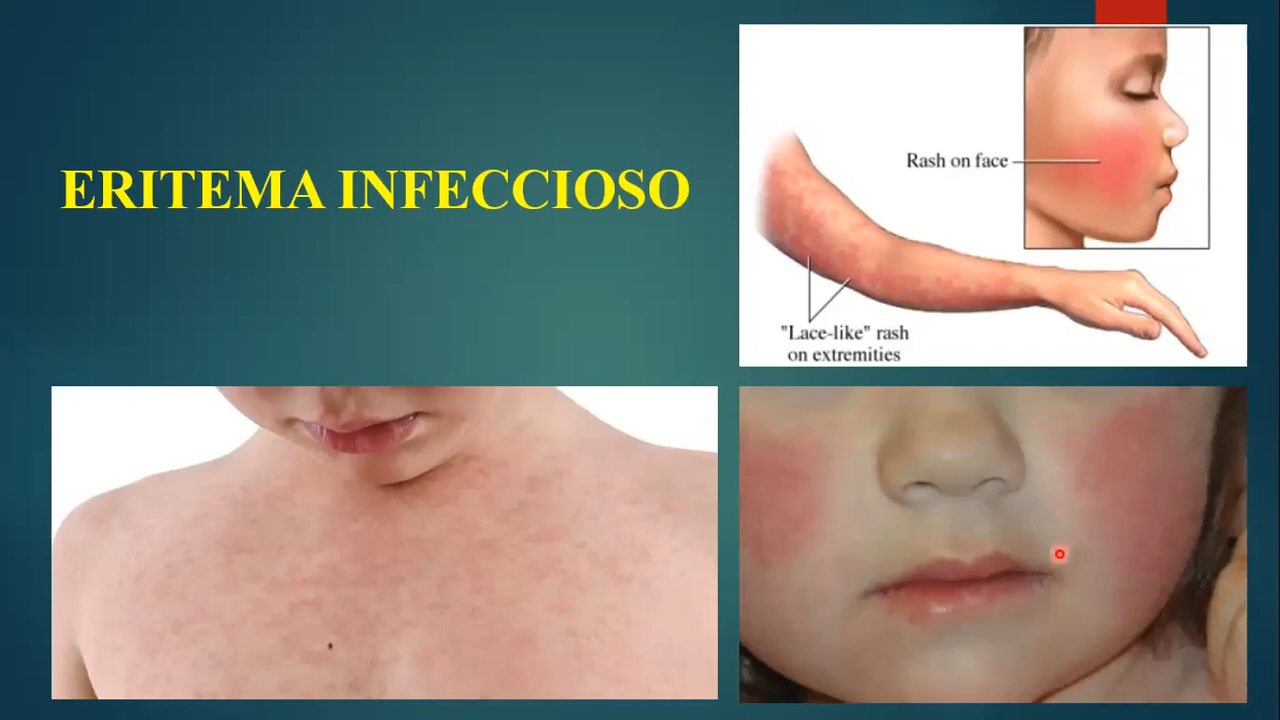 ERITEMA INFECCIOSO
Rash on face
"Lace-like" rash
on extremities